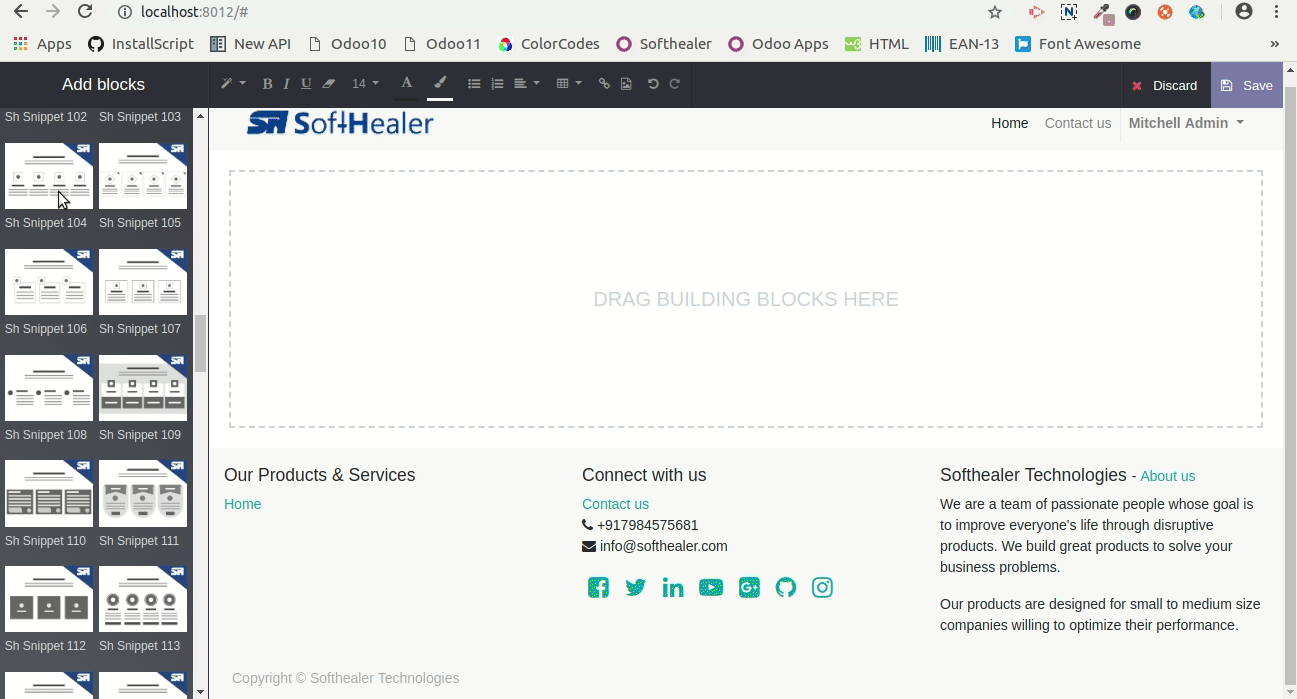 localhost:8012/#
Apps InstallScript New API Odoo10 Odoo11 ColorCodes Softhealer Odoo Apps HTML EAN-13 Font Awesome »
Add blocks
B I U 14 A
Discard Save
Sh Snippet 102 Sh Snippet 103
SoftHealer
Home Contact us Mitchell Admin
Sh Snippet 104 Sh Snippet 105
DRAG BUILDING BLOCKS HERE
Sh Snippet 106 Sh Snippet 107
Sh Snippet 108 Sh Snippet 109
Sh Snippet 110 Sh Snippet 111
Sh Snippet 112 Sh Snippet 113
Our Products & Services
Home
Connect with us
Contact us
+917984575681
info@softhealer.com
Softhealer Technologies - About us
We are a team of passionate people whose goal is
to improve everyone's life through disruptive
products. We build great products to solve your
business problems.
Our products are designed for small to medium size
companies willing to optimize their performance.
Copyright © Softhealer Technologies